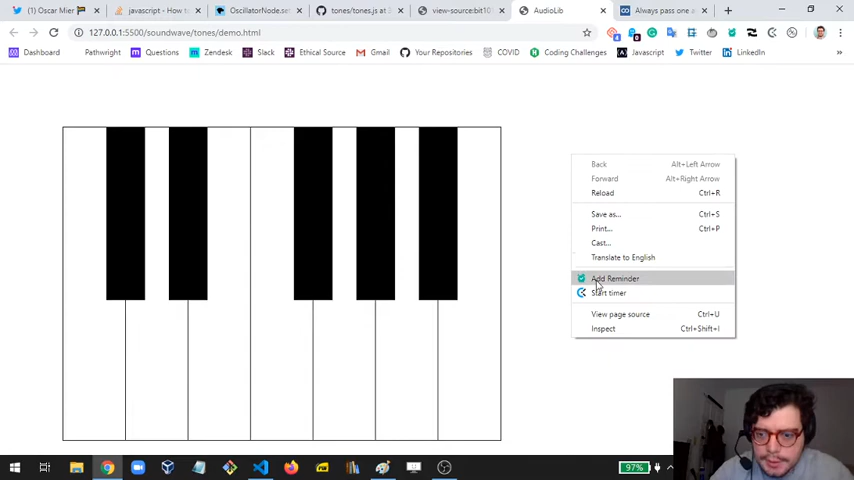 (1) Oscar Mier
javascript - How t
OscillatorNode.se
tones/tones.js at
view-source:bit10
AudioLib
Always pass one a
127.0.0.1:5500/soundwave/tones/demo.html
Dashboard
Pathwright
Questions
Zendesk
Slack
Ethical Source
Gmail
Your Repositories
COVID
Coding Challenges
Javascript
Twitter
LinkedIn
»
Back Alt+Left Arrow
Forward Alt+Right Arrow
Reload Ctrl+R
Save as... Ctrl+S
Print... Ctrl+P
Cast...
Translate to English
Add Reminder
Start timer
View page source Ctrl+U
Inspect Ctrl+Shift+I
97%